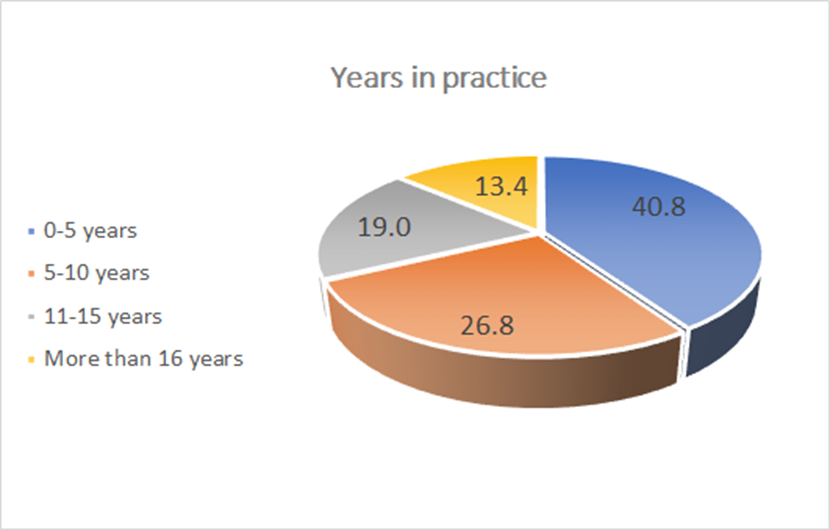 Years in practice
13.4
40.8
19.0
0-5 years
5-10 years
11-15 years
26.8
More than 16 years